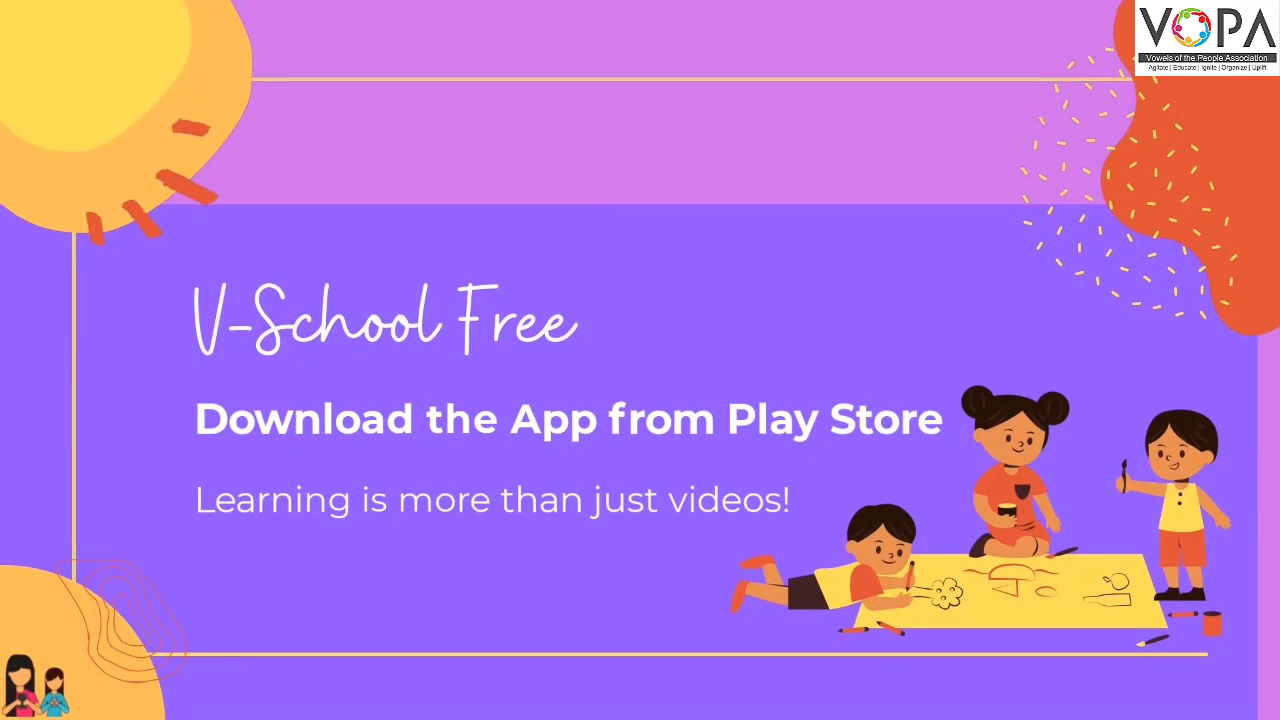 VOPA
Vowels of the People Association
Agitate | Educate | Ignite | Organize | Uplift
V-School Free
Download the App from Play Store
Learning is more than just videos!